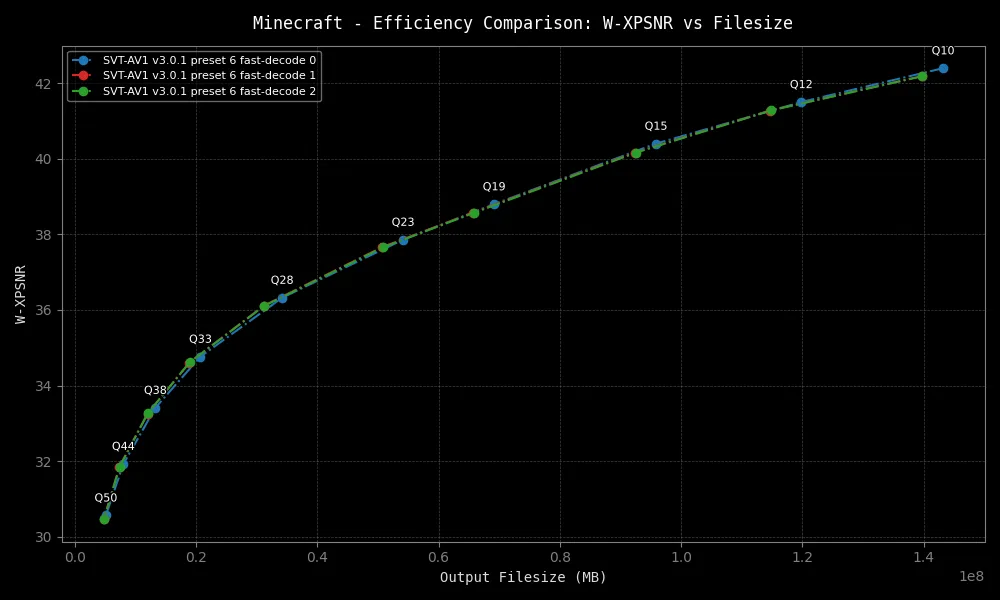 Minecraft - Efficiency Comparison: W-XPSNR vs Filesize
SVT-AV1 v3.0.1 preset 6 fast-decode 0
SVT-AV1 v3.0.1 preset 6 fast-decode 1
SVT-AV1 v3.0.1 preset 6 fast-decode 2
Q10
Q12
Q15
Q19
Q23
Q28
Q33
Q38
Q44
Q50
42
40
38
36
34
32
30
W-XPSNR
0.0 0.2 0.4 0.6 0.8 1.0 1.2 1.4
1e8
Output Filesize (MB)